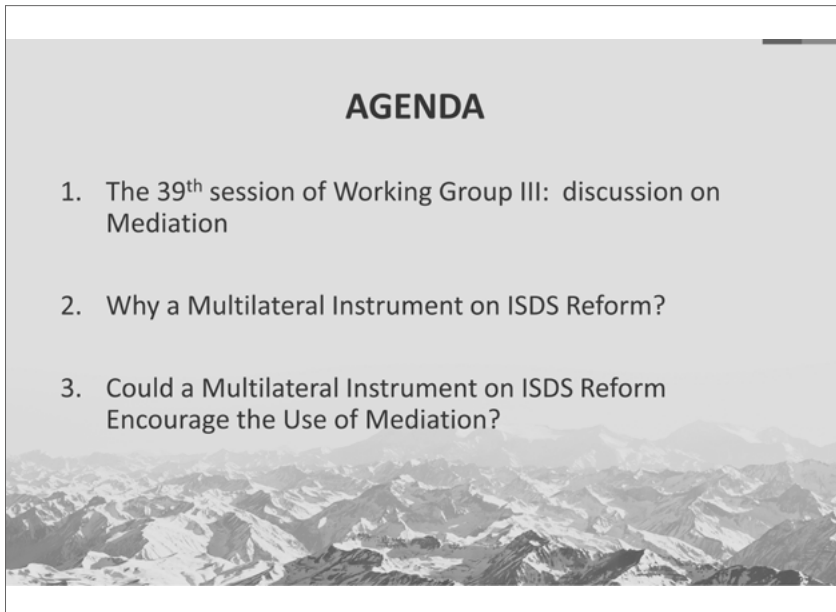 AGENDA
1. The 39th session of Working Group III: discussion on
Mediation
2. Why a Multilateral Instrument on ISDS Reform?
3. Could a Multilateral Instrument on ISDS Reform
Encourage the Use of Mediation?